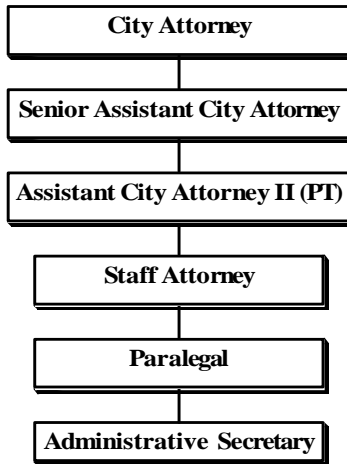 City Attorney
Senior Assistant City Attorney
Assistant City Attorney II (PT)
Staff Attorney
Paralegal
Administrative Secretary